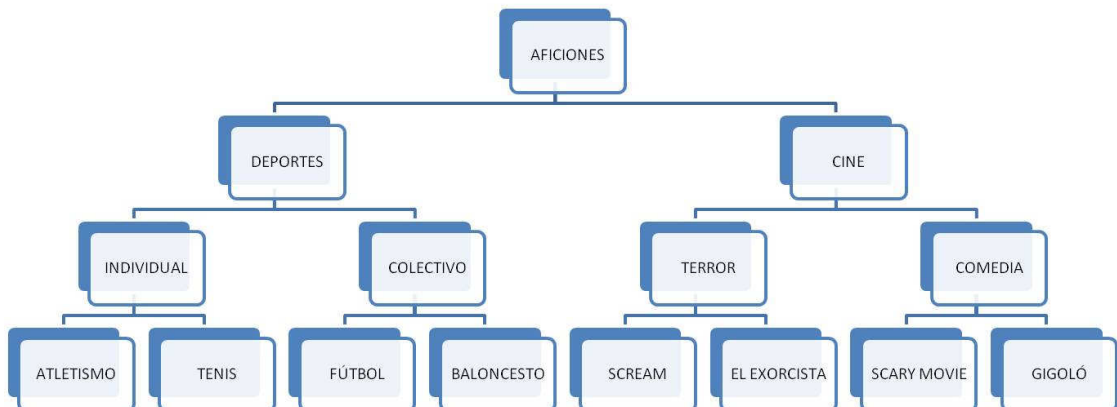 AFICIONES
DEPORTES
CINE
INDIVIDUAL
COLECTIVO
TERROR
COMEDIA
ATLETISMO
TENIS
FÚTBOL
BALONCESTO
SCREAM
EL EXORCISTA
SCARY MOVIE
GIGOLÓ